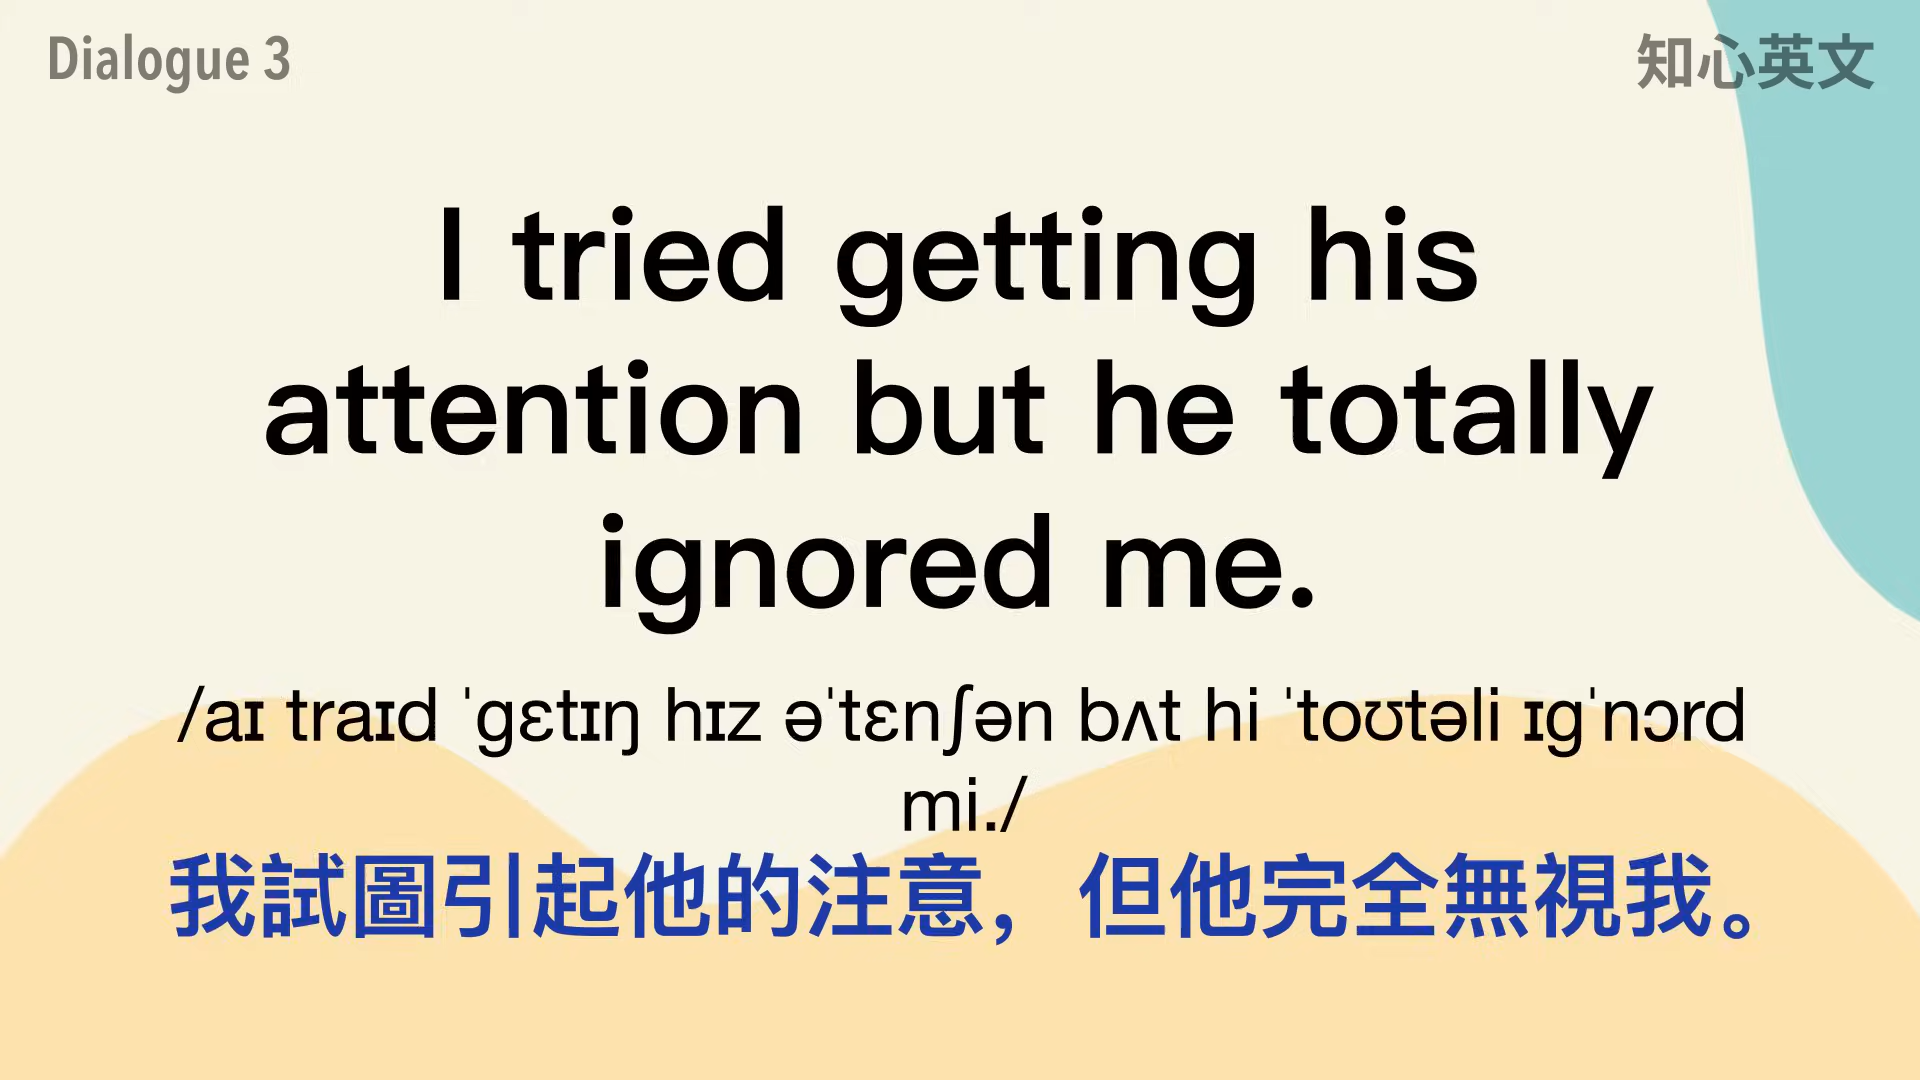 Dialogue 3
知心英文
I tried getting his
attention but he totally
ignored me.
/aɪ traɪd ˈgɛtɪŋ hɪz əˈtɛnʃən bʌt hi ˈtoʊtəli ɪgˈnɔrd
mi./
我試圖引起他的注意，但他完全無視我。